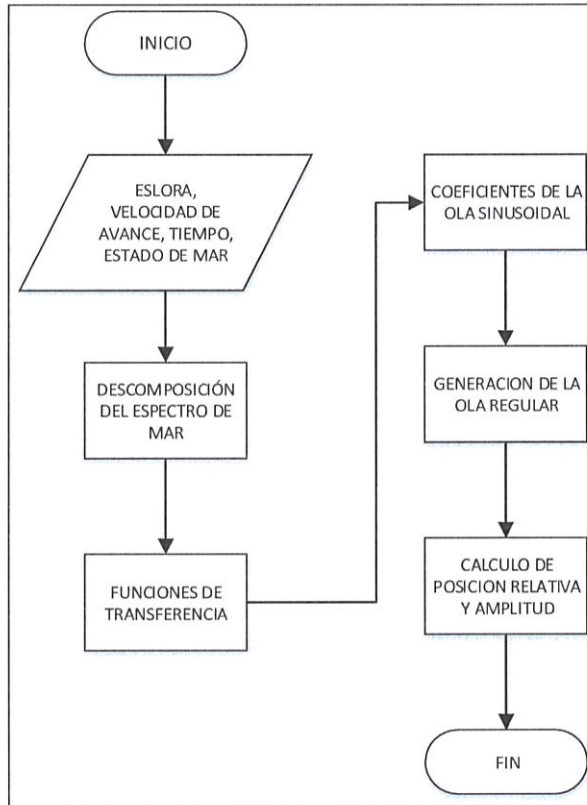 INICIO
ESLORA,
VELOCIDAD DE
AVANCE, TIEMPO,
ESTADO DE MAR
DESCOMPOSICIÓN
DEL ESPECTRO DE
MAR
FUNCIONES DE
TRANSFERENCIA
COEFICIENTES DE LA
OLA SINUSOIDAL
GENERACION DE LA
OLA REGULAR
CALCULO DE
POSICION RELATIVA
Y AMPLITUD
FIN